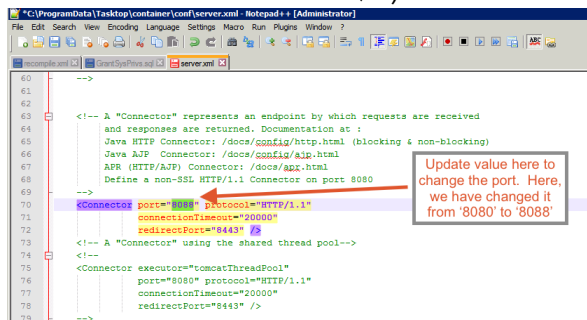 *C:\ProgramData\Tasktop\container\conf\server.xml - Notepad++ [Administrator]
File Edit Search View Encoding Language Settings Macro Run Plugins Window ?
recompile.xml GrantSysPrivs.sql server.xml
60 -->
61
62
63 <!-- A "Connector" represents an endpoint by which requests are received
64 and responses are returned. Documentation at :
65 Java HTTP Connector: /docs/config/http.html (blocking & non-blocking)
66 Java AJP Connector: /docs/config/ajp.html
67 APR (HTTP/AJP) Connector: /docs/apr.html
68 Define a non-SSL HTTP/1.1 Connector on port 8080
69 -->
70 <Connector port="8088" protocol="HTTP/1.1"
71 connectionTimeout="20000"
72 redirectPort="8443" />
73 <!-- A "Connector" using the shared thread pool-->
74 <!--
75 <Connector executor="tomcatThreadPool"
76 port="8080" protocol="HTTP/1.1"
77 connectionTimeout="20000"
78 redirectPort="8443" />
79 -->
Update value here to
change the port. Here,
we have changed it
from ‘8080’ to ‘8088’